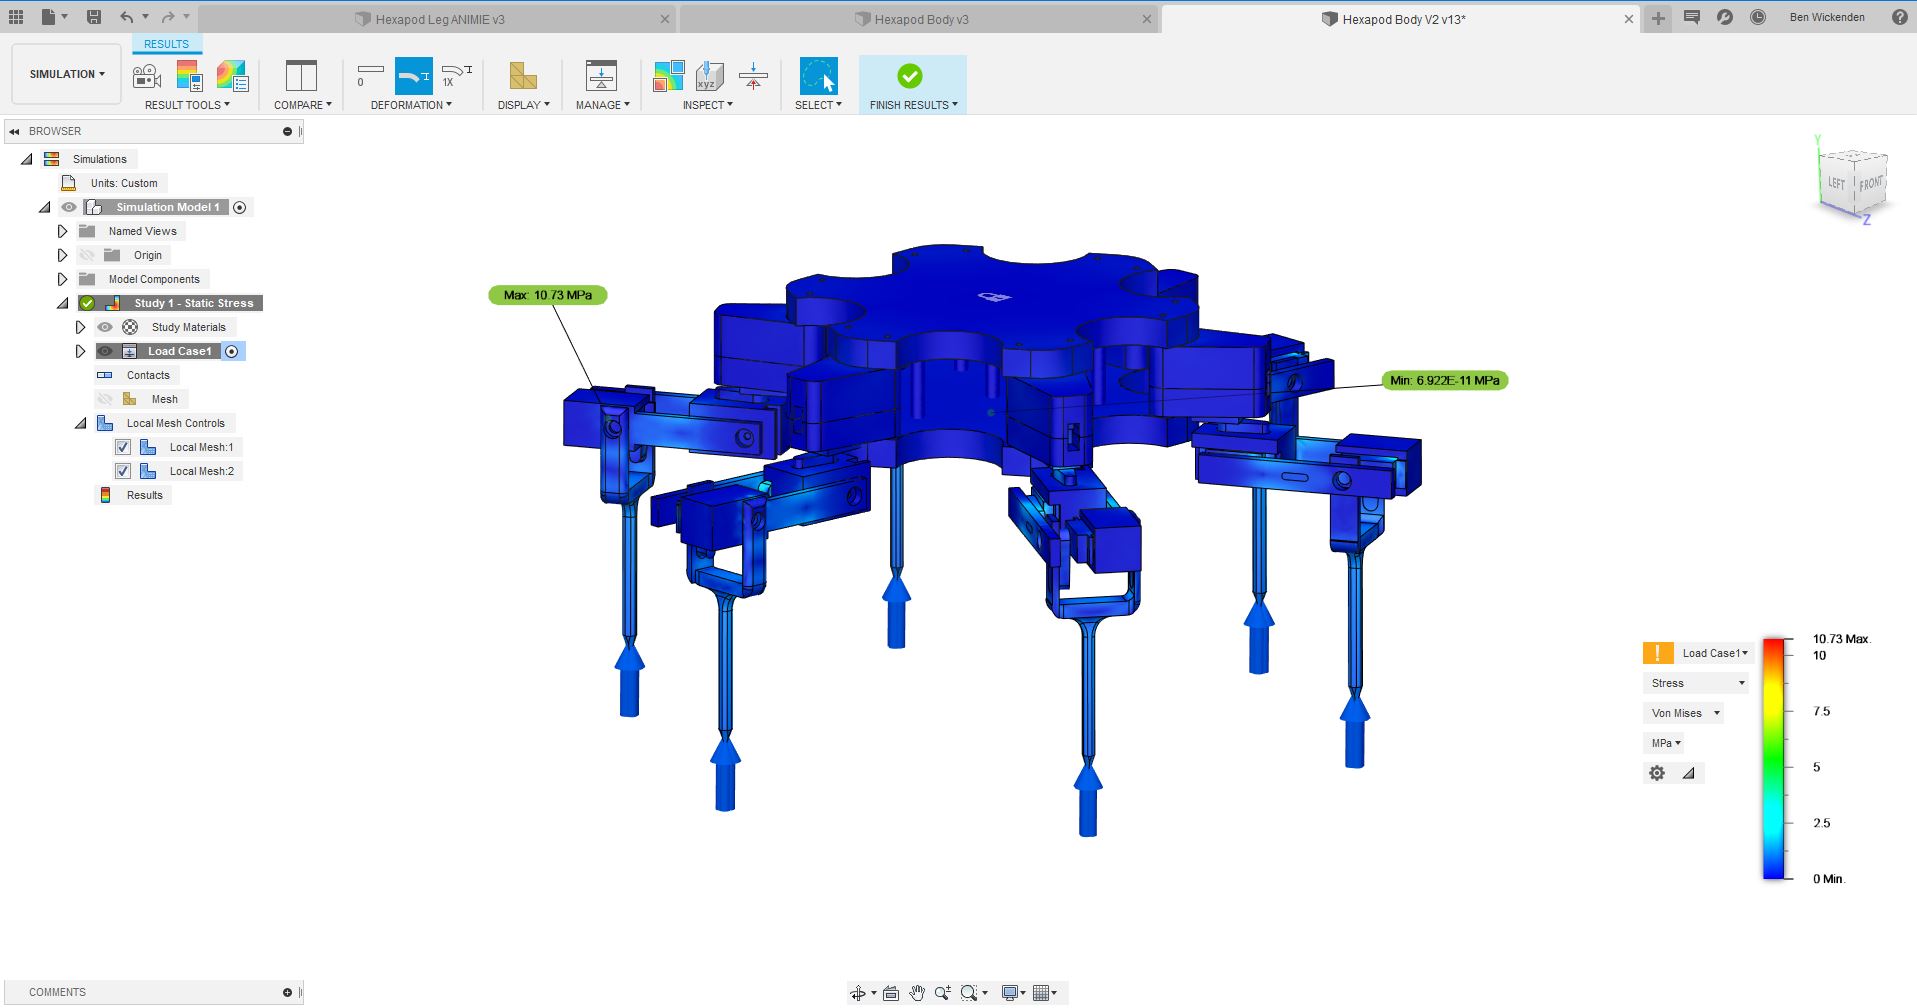 Hexapod Leg ANIMIE v3
Hexapod Body v3
Hexapod Body V2 v13*
Ben Wickenden
RESULTS
SIMULATION
0
1X
xyz
RESULT TOOLS
COMPARE
DEFORMATION
DISPLAY
MANAGE
INSPECT
SELECT
FINISH RESULTS
BROWSER
Simulations
Units: Custom
Simulation Model 1
Named Views
Origin
Model Components
Study 1 - Static Stress
Study Materials
Load Case1
Contacts
Mesh
Local Mesh Controls
Local Mesh:1
Local Mesh:2
Results
Max: 10.73 MPa
Min: 6.922E-11 MPa
Y
LEFT
FRONT
Z
Load Case1
Stress
Von Mises
MPa
10.73 Max.
10
7.5
5
2.5
0 Min.
COMMENTS